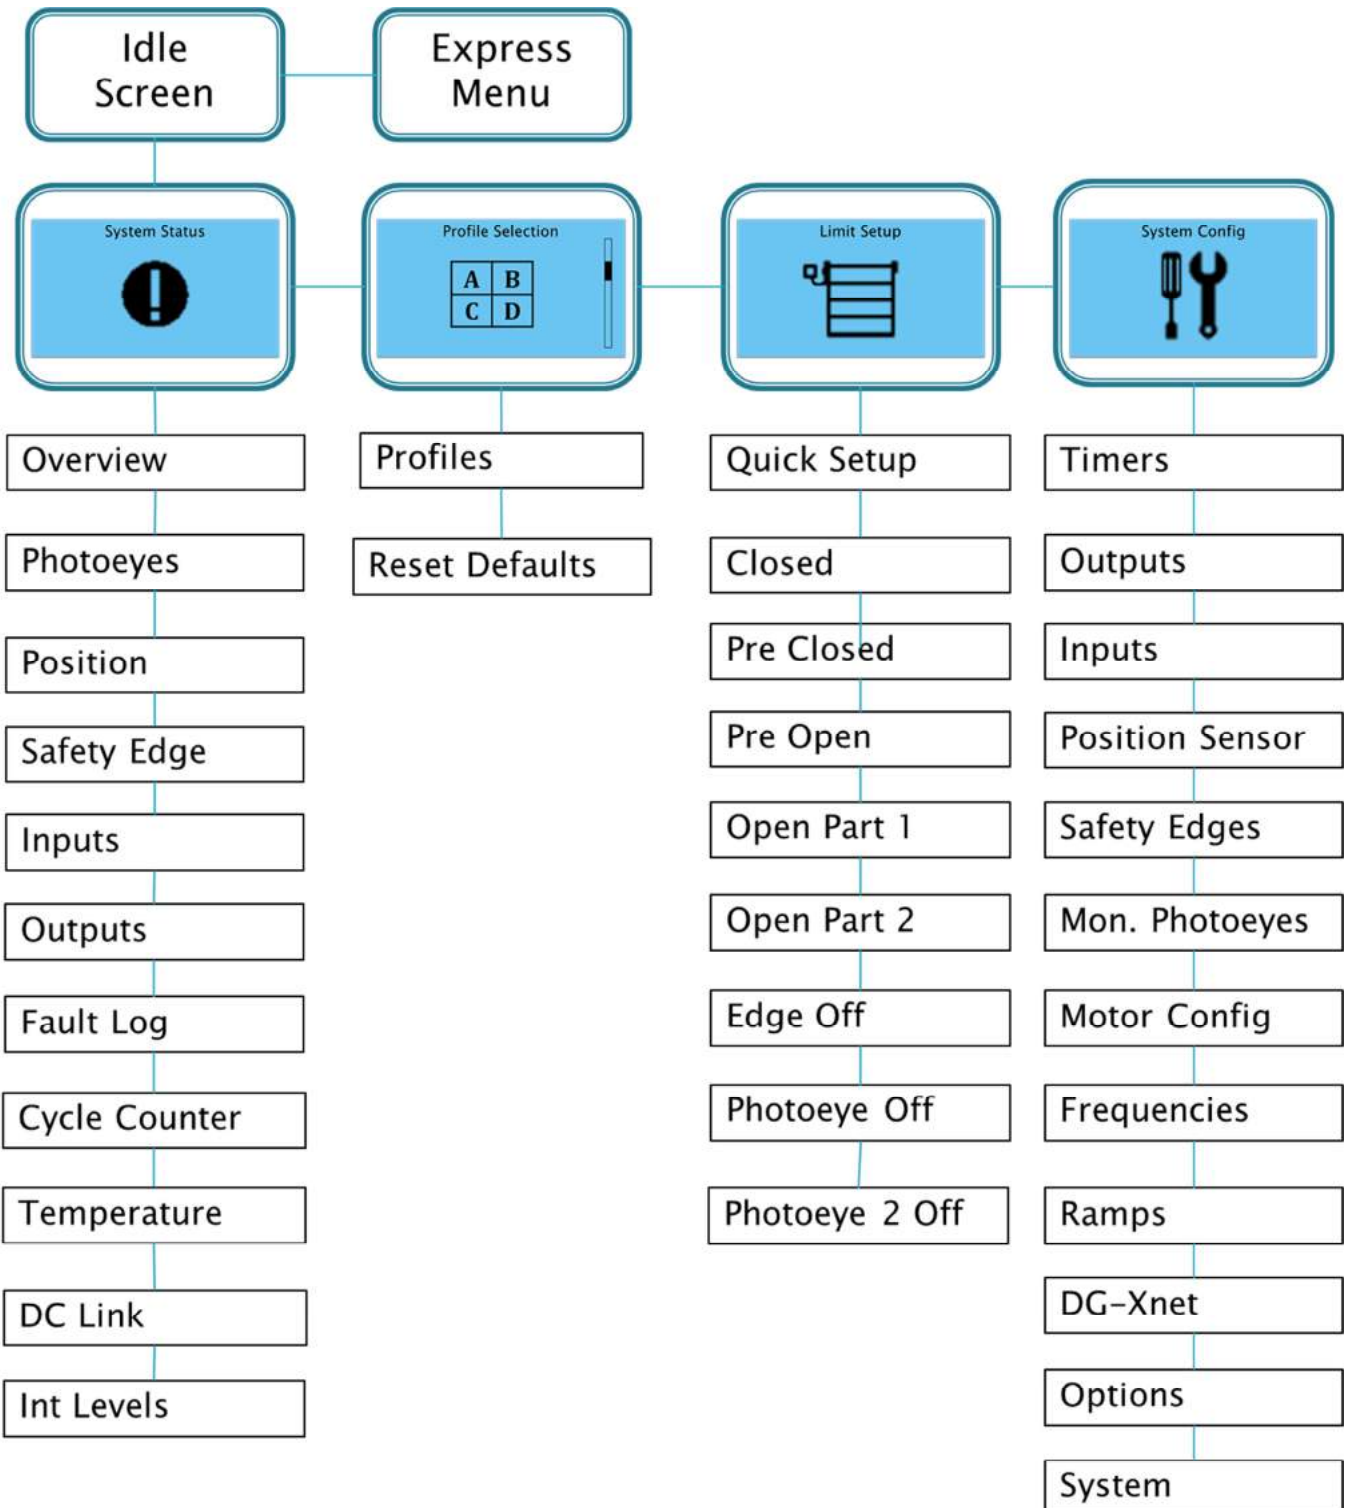 Idle
Screen
Express
Menu
System Status
Profile Selection
A B
C D
Limit Setup
System Config
Overview
Photoeyes
Position
Safety Edge
Inputs
Outputs
Fault Log
Cycle Counter
Temperature
DC Link
Int Levels
Profiles
Reset Defaults
Quick Setup
Closed
Pre Closed
Pre Open
Open Part 1
Open Part 2
Edge Off
Photoeye Off
Photoeye 2 Off
Timers
Outputs
Inputs
Position Sensor
Safety Edges
Mon. Photoeyes
Motor Config
Frequencies
Ramps
DG-Xnet
Options
System